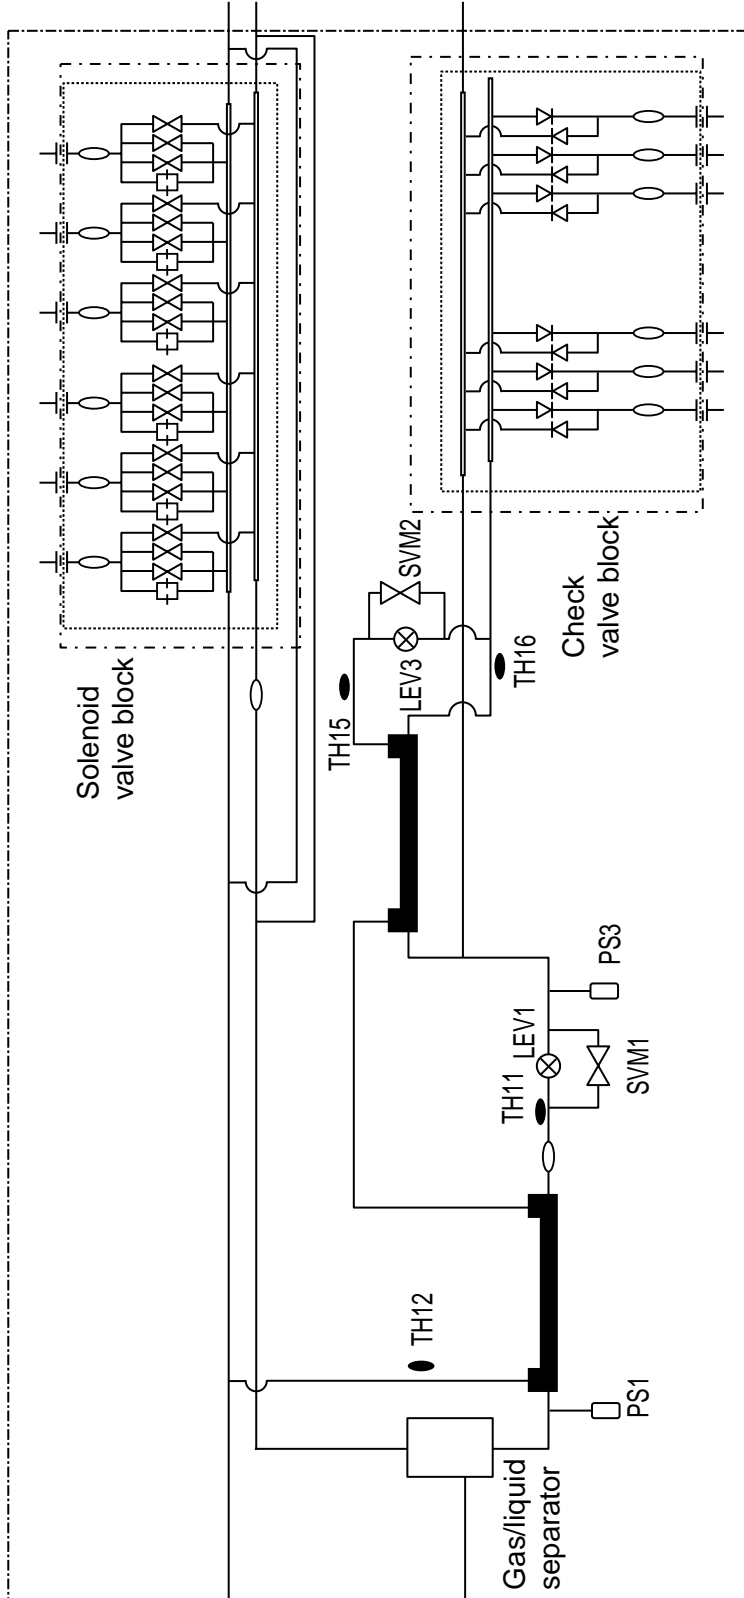 SVM2
Check
valve block
TH16
LEV3
Solenoid
valve block
TH15
PS3
LEV1
SVM1
TH11
TH12
PS1
Gas/liquid
separator